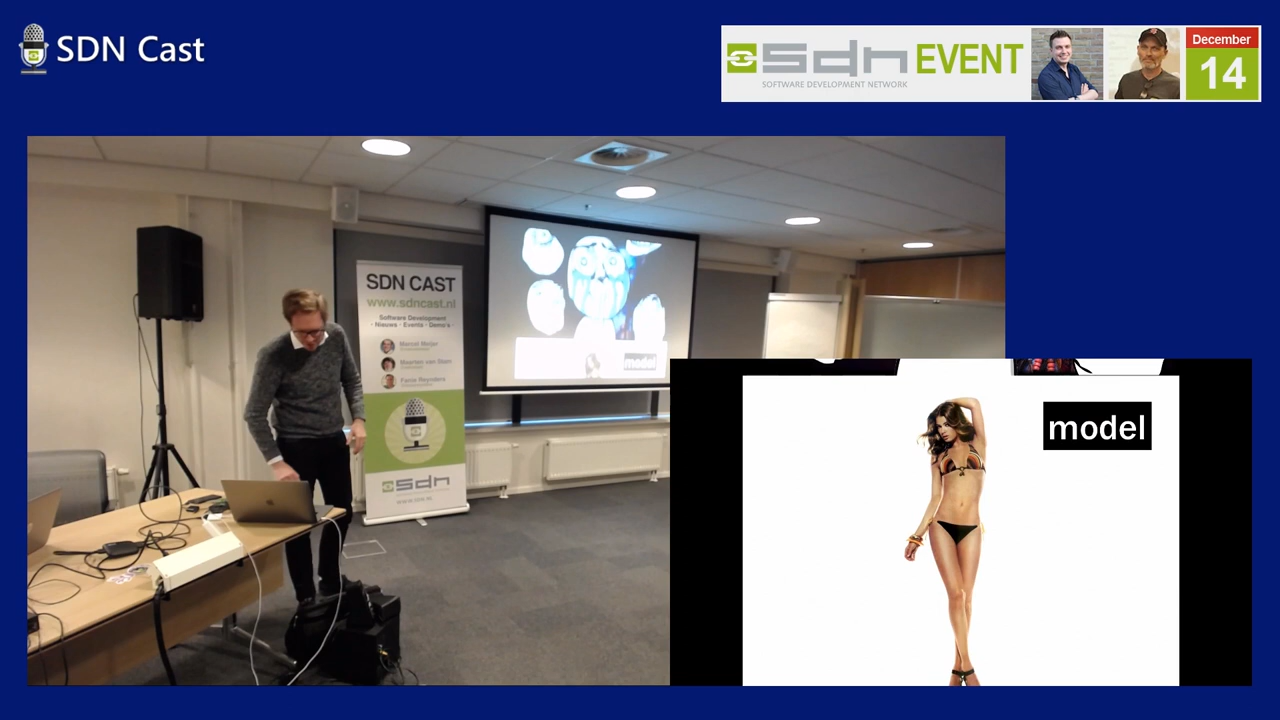 SDN Cast
sdn EVENT
SOFTWARE DEVELOPMENT NETWORK
December
14
SDN CAST
www.sdncast.nl
Software Development
· Nieuws · Events · Demo's ·
Marcel Meijer
Maarten van Stam
Fanie Reynders
sdn
model
model